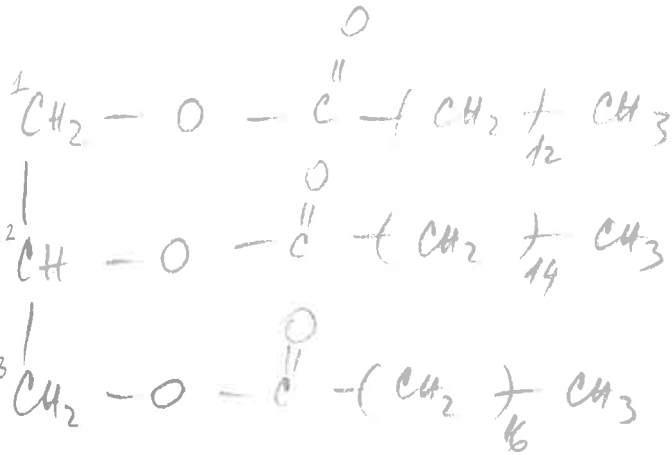 O
1CH2 — O — C —( CH2 )12 CH3
O
2CH — O — C —( CH2 )14 CH3
O
3CH2 — O — C —( CH2 )16 CH3